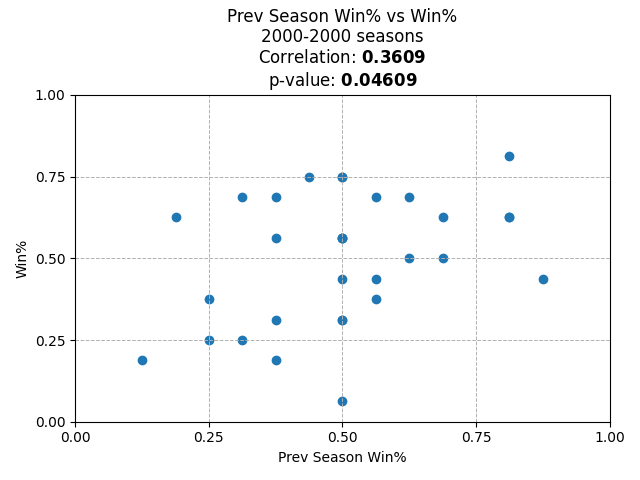 Prev Season Win% vs Win%
2000-2000 seasons
Correlation: 0.3609
p-value: 0.04609
1.00
0.75
0.50
0.25
0.00
Win%
0.00 0.25 0.50 0.75 1.00
Prev Season Win%